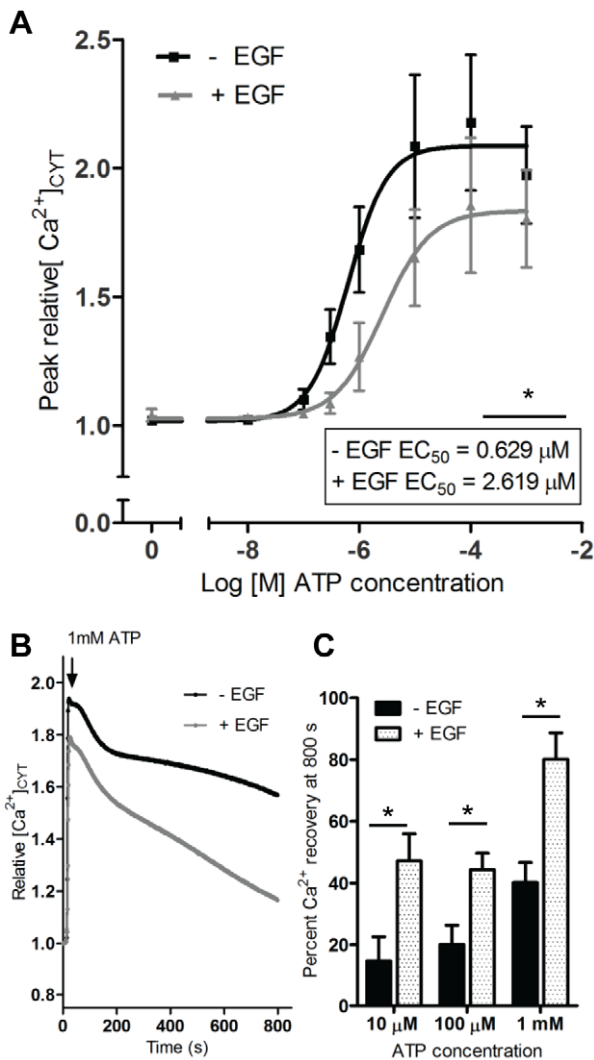 A
- EGF
+ EGF
Peak relative[ Ca²⁺]CYT
2.5
2.0
1.5
1.0
0.0
*
- EGF EC₅₀ = 0.629 μM
+ EGF EC₅₀ = 2.619 μM
0 -8 -6 -4 -2
Log [M] ATP concentration
B
1mM ATP
- EGF
+ EGF
Relative [Ca²⁺]CYT
2.0
1.8
1.6
1.4
1.2
1.0
0.8
0 200 400 600 800
Time (s)
C
- EGF
+ EGF
Percent Ca²⁺ recovery at 800 s
100
80
60
40
20
0
*
*
*
10 μM 100 μM 1 mM
ATP concentration